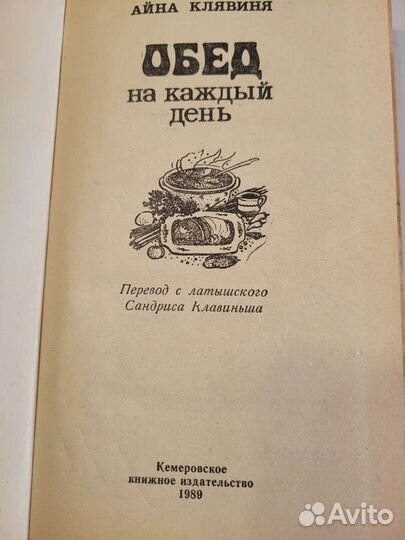 АЙНА КЛЯВИНЯ
ОБЕД
на каждый
день
Перевод с латышского
Сандриса Клавиньша
Кемеровское
книжное издательство
1989
Avito